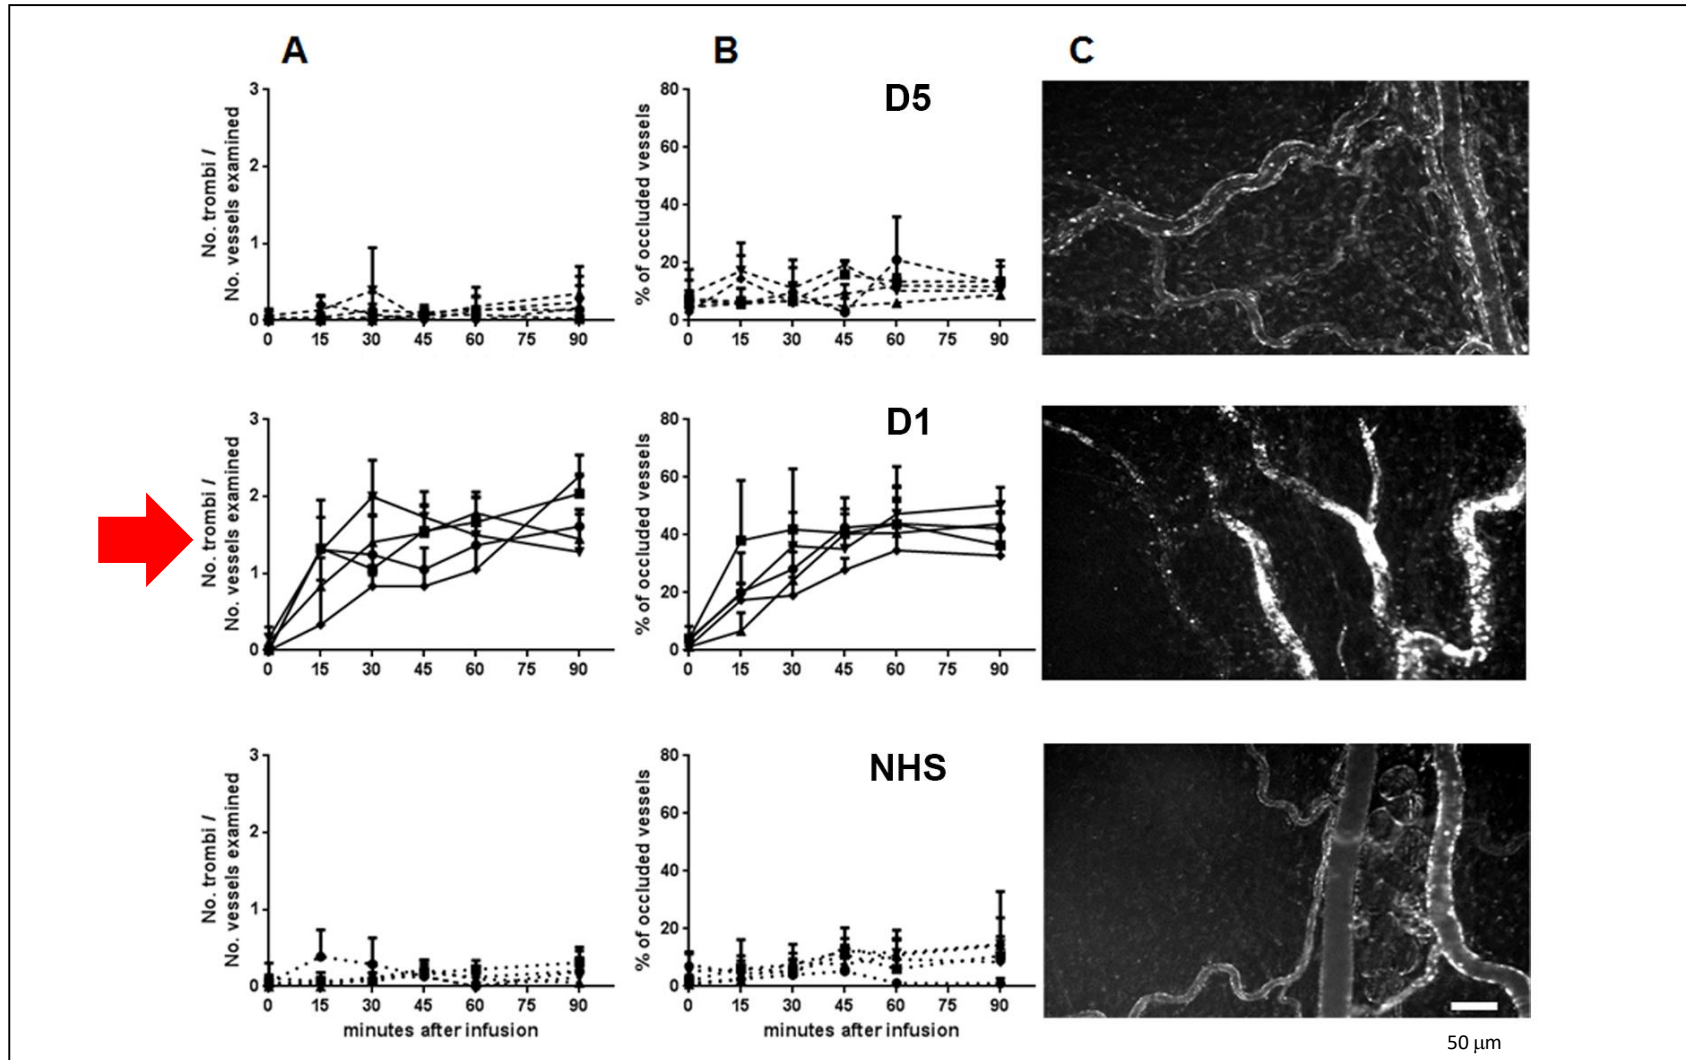 A B C
No. trombi /
No. vessels examined
3
2
1
0
0 15 30 45 60 75 90
% of occluded vessels
80
60
40
20
0
0 15 30 45 60 75 90
D5
No. trombi /
No. vessels examined
3
2
1
0
0 15 30 45 60 75 90
% of occluded vessels
80
60
40
20
0
0 15 30 45 60 75 90
D1
No. trombi /
No. vessels examined
3
2
1
0
0 15 30 45 60 75 90
minutes after infusion
% of occluded vessels
80
60
40
20
0
0 15 30 45 60 75 90
minutes after infusion
NHS
50 µm